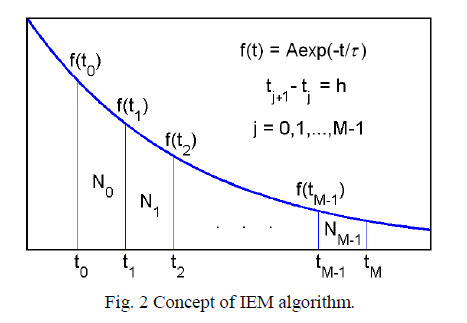 f(t) = Aexp(-t/τ)
t_{j+1} - t_j = h
j = 0,1,...,M-1
f(t_0)
f(t_1)
f(t_2)
f(t_{M-1})
N_0
N_1
. . .
N_{M-1}
t_0 t_1 t_2 t_{M-1} t_M
Fig. 2 Concept of IEM algorithm.